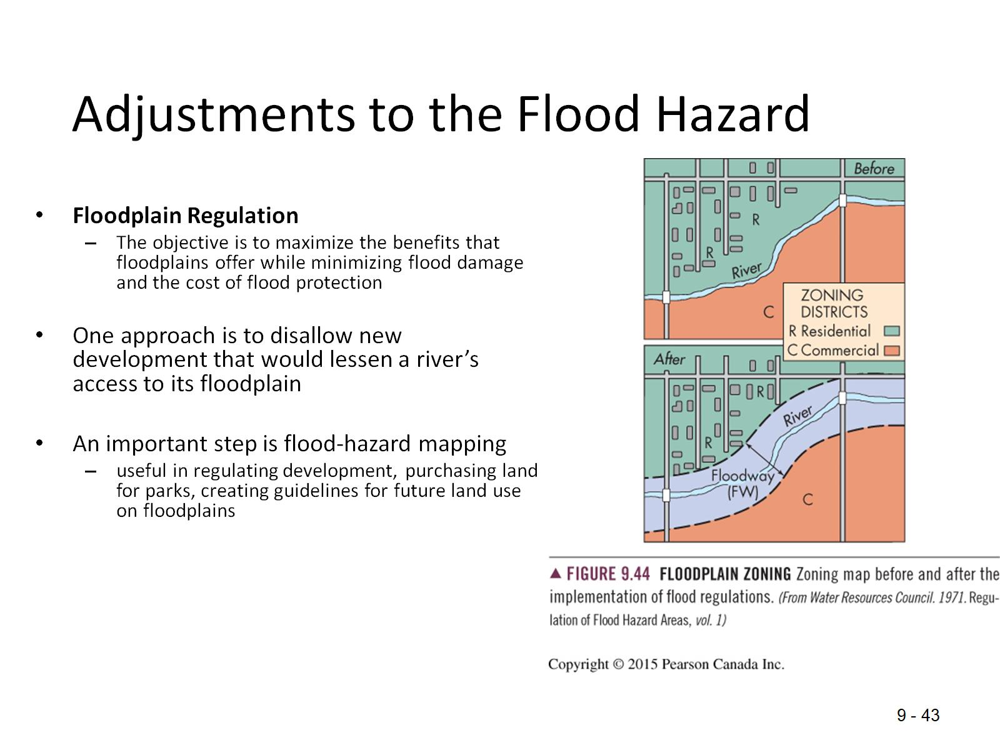 Adjustments to the Flood Hazard
• Floodplain Regulation
– The objective is to maximize the benefits that
floodplains offer while minimizing flood damage
and the cost of flood protection
• One approach is to disallow new
development that would lessen a river’s
access to its floodplain
• An important step is flood-hazard mapping
– useful in regulating development, purchasing land
for parks, creating guidelines for future land use
on floodplains
Before
R
R
River
C
ZONING
DISTRICTS
R Residential
C Commercial
After
R
River
R
Floodway
(FW)
C
▲ FIGURE 9.44 FLOODPLAIN ZONING Zoning map before and after the
implementation of flood regulations. (From Water Resources Council. 1971. Regu-
lation of Flood Hazard Areas, vol. 1)
Copyright © 2015 Pearson Canada Inc.
9 - 43